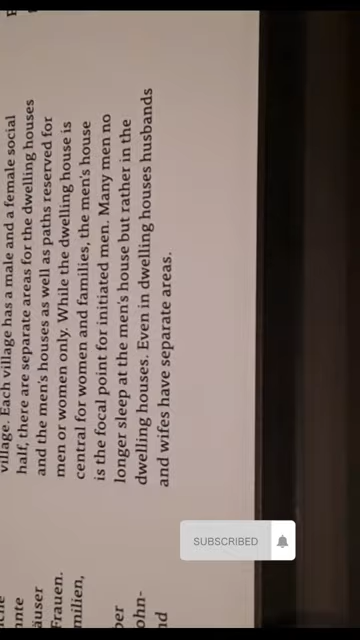 village. Each village has a male and a female social
half, there are separate areas for the dwelling houses
and the men's houses as well as paths reserved for
men or women only. While the dwelling house is
central for women and families, the men's house
is the focal point for initiated men. Many men no
longer sleep at the men's house but rather in the
dwelling houses. Even in dwelling houses husbands
and wifes have separate areas.
äuser
Frauen.
milien,
ohn-
SUBSCRIBED